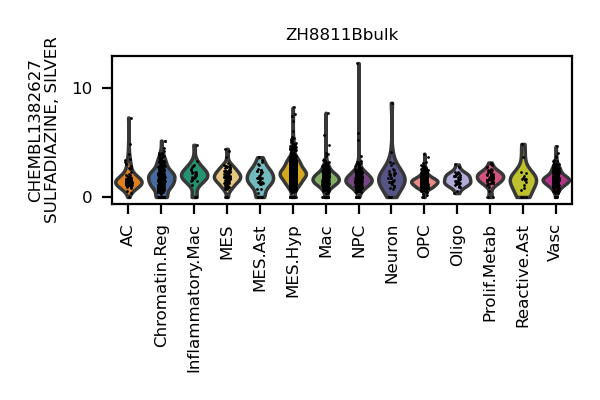 ZH8811Bbulk
CHEMBL1382627
SULFADIAZINE, SILVER
10
0
AC
Chromatin.Reg
Inflammatory.Mac
MES
MES.Ast
MES.Hyp
Mac
NPC
Neuron
OPC
Oligo
Prolif.Metab
Reactive.Ast
Vasc